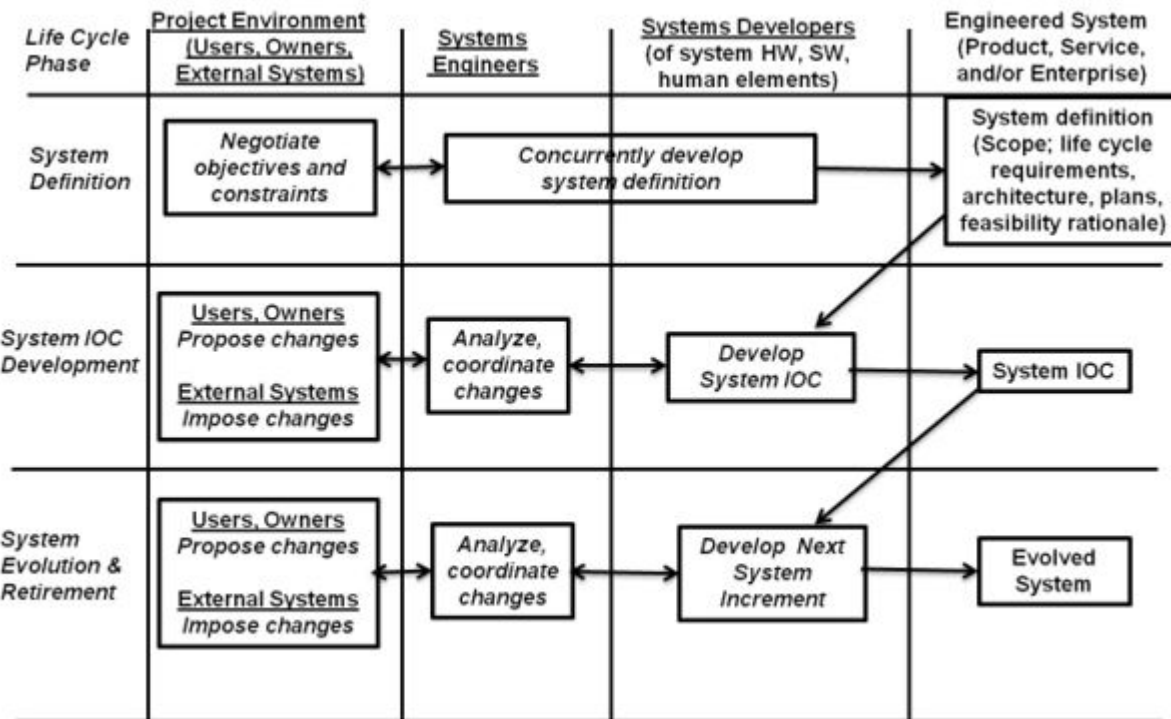 Life Cycle
Phase
Project Environment
(Users, Owners,
External Systems)
Systems
Engineers
Systems Developers
(of system HW, SW,
human elements)
Engineered System
(Product, Service,
and/or Enterprise)
System
Definition
Negotiate
objectives and
constraints
Concurrently develop
system definition
System definition
(Scope; life cycle
requirements,
architecture, plans,
feasibility rationale)
System IOC
Development
Users, Owners
Propose changes
External Systems
Impose changes
Analyze,
coordinate
changes
Develop
System IOC
System IOC
System
Evolution &
Retirement
Users, Owners
Propose changes
External Systems
Impose changes
Analyze,
coordinate
changes
Develop Next
System
Increment
Evolved
System